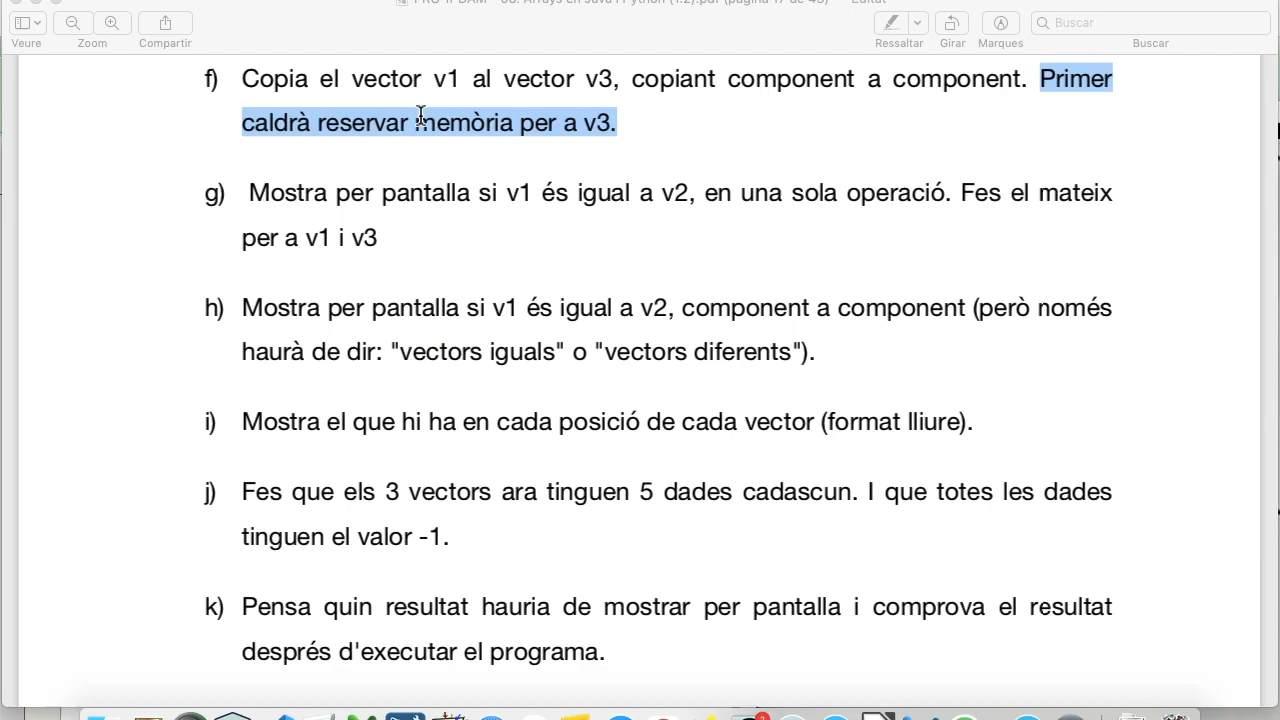 Veure
Zoom
Compartir
Ressaltar
Girar
Marques
Buscar
Buscar
f) Copia el vector v1 al vector v3, copiant component a component. Primer
caldrà reservar memòria per a v3.
g) Mostra per pantalla si v1 és igual a v2, en una sola operació. Fes el mateix
per a v1 i v3
h) Mostra per pantalla si v1 és igual a v2, component a component (però només
haurà de dir: "vectors iguals" o "vectors diferents").
i) Mostra el que hi ha en cada posició de cada vector (format lliure).
j) Fes que els 3 vectors ara tinguen 5 dades cadascun. I que totes les dades
tinguen el valor -1.
k) Pensa quin resultat hauria de mostrar per pantalla i comprova el resultat
després d'executar el programa.